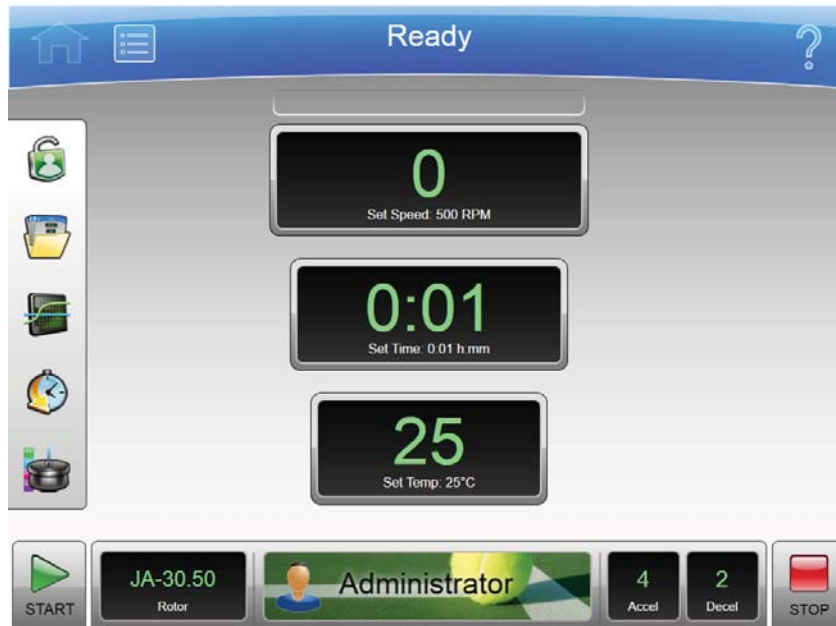 Ready
?
0
Set Speed: 500 RPM
0:01
Set Time: 0:01 h:mm
25
Set Temp: 25°C
START
JA-30.50
Rotor
Administrator
4
Accel
2
Decel
STOP